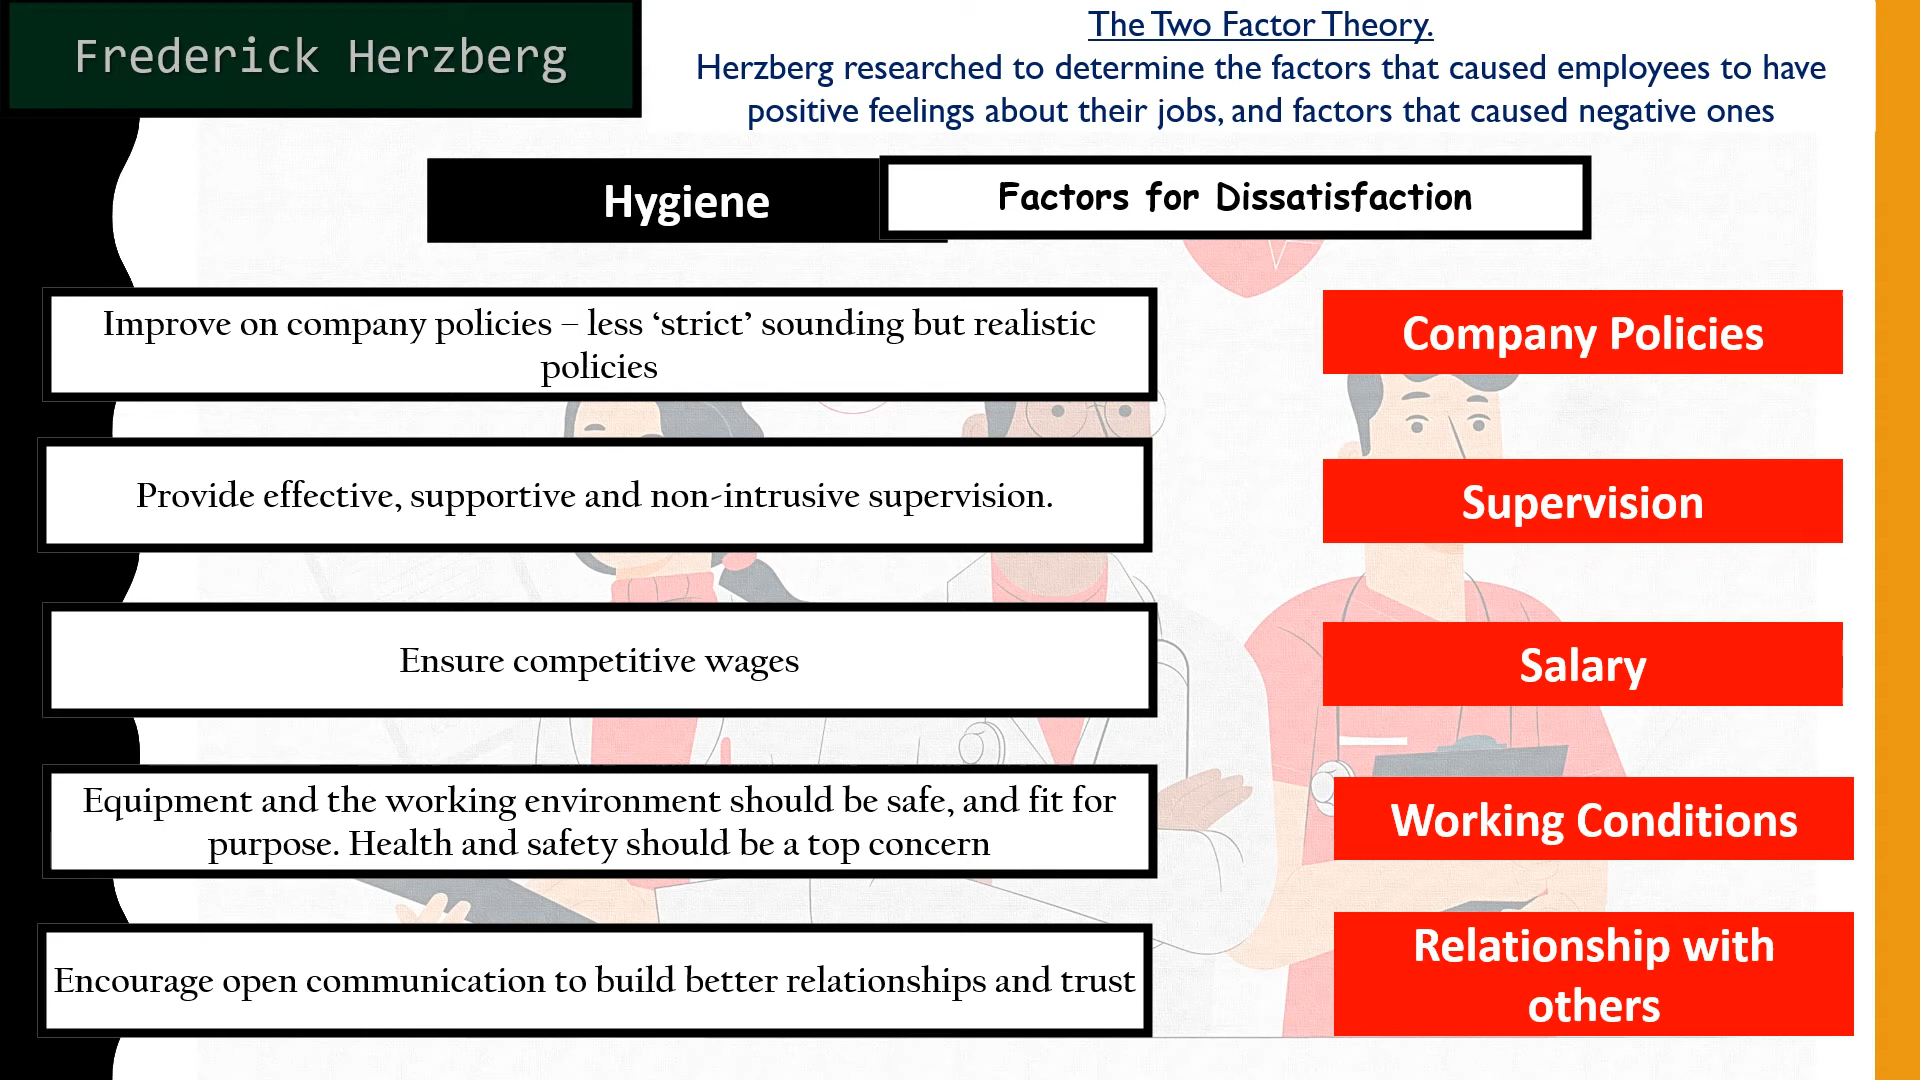 Frederick Herzberg
The Two Factor Theory.
Herzberg researched to determine the factors that caused employees to have
positive feelings about their jobs, and factors that caused negative ones
Hygiene
Factors for Dissatisfaction
Improve on company policies – less ‘strict’ sounding but realistic
policies
Company Policies
Provide effective, supportive and non-intrusive supervision.
Supervision
Ensure competitive wages
Salary
Equipment and the working environment should be safe, and fit for
purpose. Health and safety should be a top concern
Working Conditions
Encourage open communication to build better relationships and trust
Relationship with
others